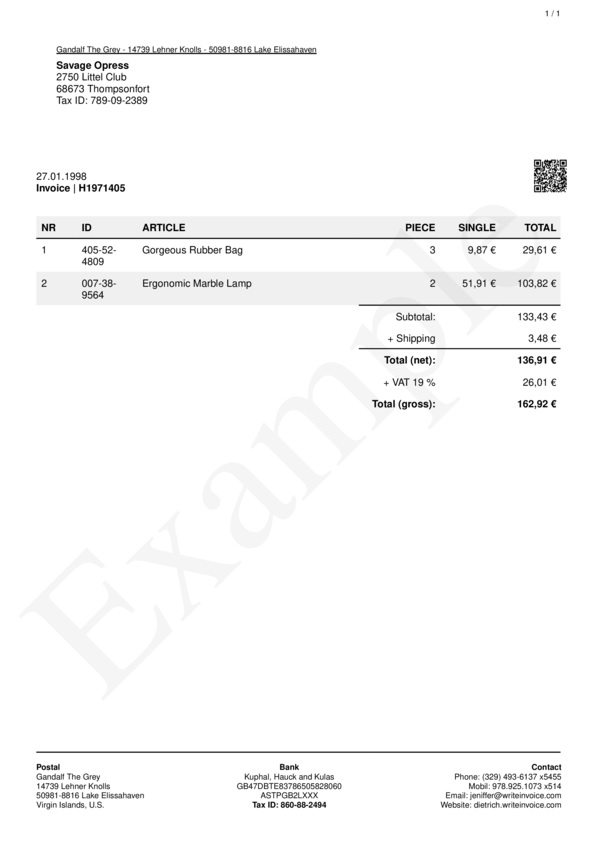 1 / 1
Gandalf The Grey - 14739 Lehner Knolls - 50981-8816 Lake Elissahaven
Savage Opress
2750 Littel Club
68673 Thompsonfort
Tax ID: 789-09-2389
27.01.1998
Invoice | H1971405
NR ID ARTICLE PIECE SINGLE TOTAL
1 405-52- Gorgeous Rubber Bag 3 9,87 € 29,61 €
4809
2 007-38- Ergonomic Marble Lamp 2 51,91 € 103,82 €
9564
Subtotal: 133,43 €
+ Shipping 3,48 €
Total (net): 136,91 €
+ VAT 19 % 26,01 €
Total (gross): 162,92 €
Example
Postal
Gandalf The Grey
14739 Lehner Knolls
50981-8816 Lake Elissahaven
Virgin Islands, U.S.
Bank
Kuphal, Hauck and Kulas
GB47DBTE83786505828060
ASTPGB2LXXX
Tax ID: 860-88-2494
Contact
Phone: (329) 493-6137 x5455
Mobil: 978.925.1073 x514
Email: jeniffer@writeinvoice.com
Website: dietrich.writeinvoice.com